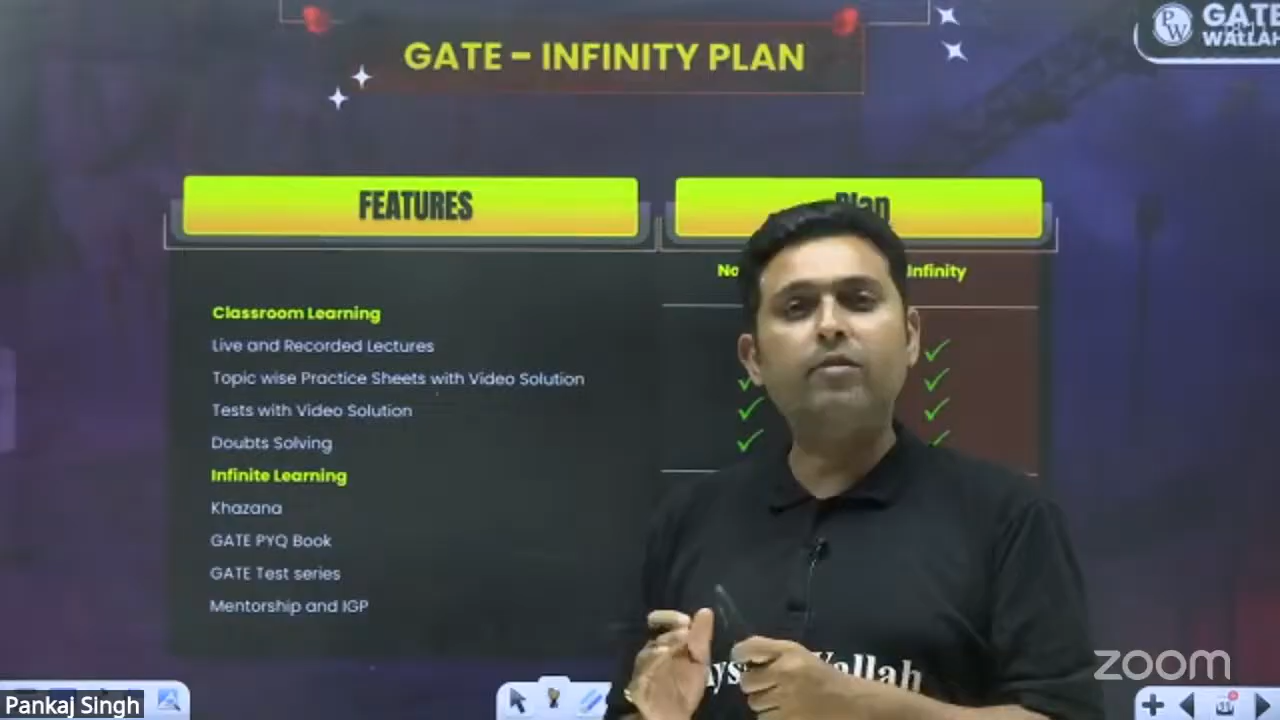 GATE – INFINITY PLAN
GATE
WALLAH
FEATURES
Plan
Infinity
Classroom Learning
Live and Recorded Lectures
Topic wise Practice Sheets with Video Solution
Tests with Video Solution
Doubts Solving
Infinite Learning
Khazana
GATE PYQ Book
GATE Test series
Mentorship and IGP
Wallah
zoom
Pankaj Singh